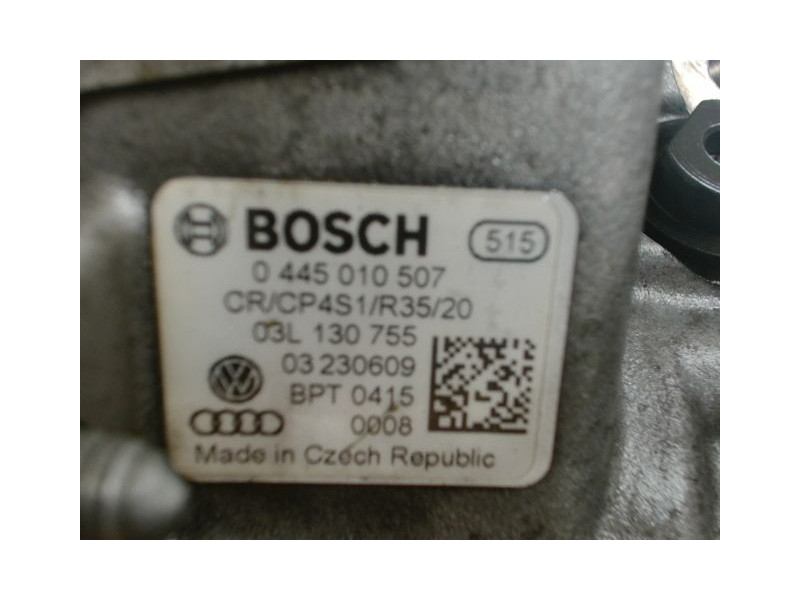 BOSCH 515
0 445 010 507
CR/CP4S1/R35/20
03L 130 755
03 230609
BPT 0415
0008
Made in Czech Republic